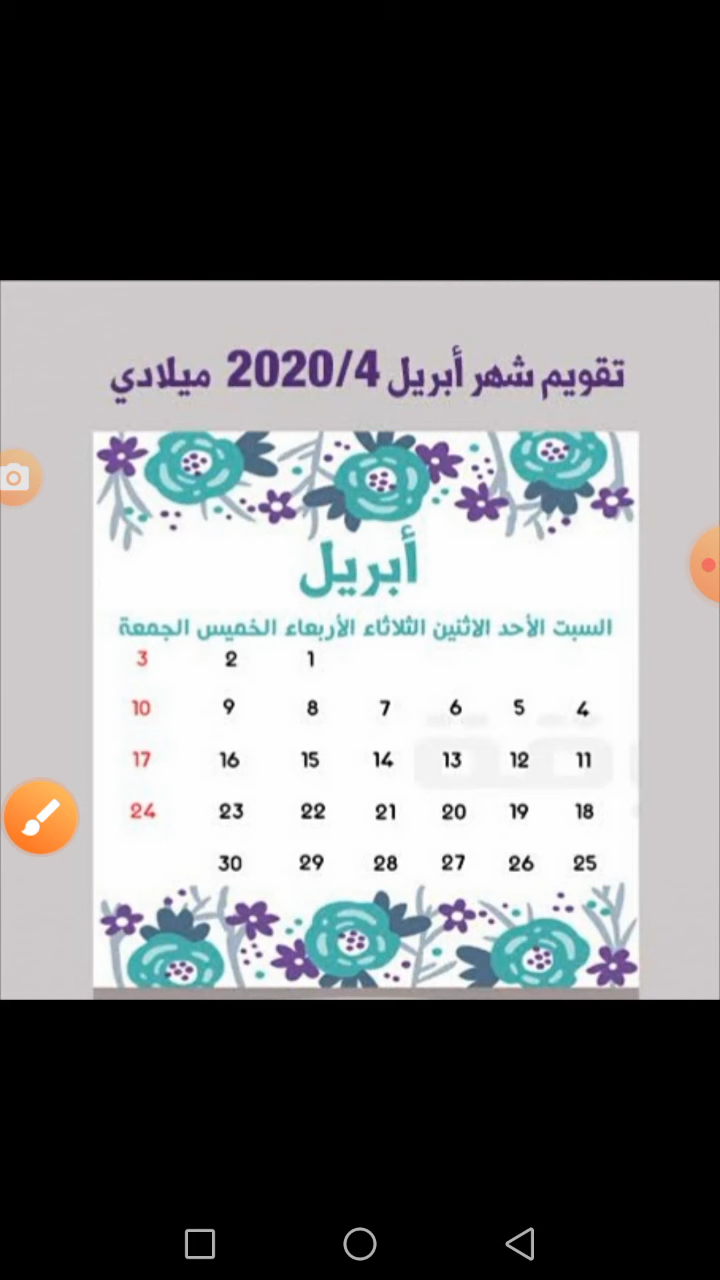 تقويم شهر أبريل 2020/4 ميلادي
أبريل
السبت الأحد الاثنين الثلاثاء الأربعاء الخميس الجمعة
1 2 3
4 5 6 7 8 9 10
11 12 13 14 15 16 17
18 19 20 21 22 23 24
25 26 27 28 29 30